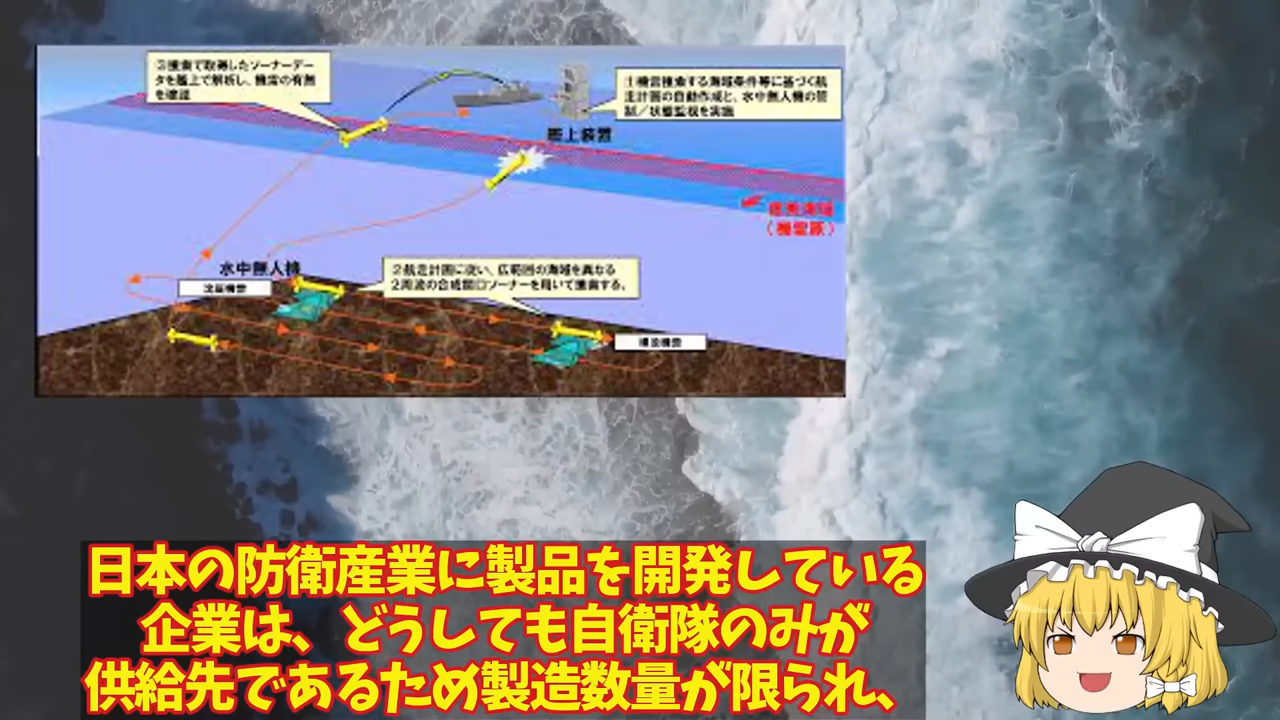 ③捜索で取得したソーナーデー
タを艦上で解析し、機雷の有無
を確認
①機雷捜索する海域条件等に基づく航
走計画の自動作成と、水中無人機の管
制／状態監視を実施
艦上装置
（機雷原）
水中無人機
②航走計画に従い、広範囲の海域を異なる
2周波の合成開口ソーナーを用いて捜索する。
沈底機雷
日本の防衛産業に製品を開発している
企業は、どうしても自衛隊のみが
供給先であるため製造数量が限られ、